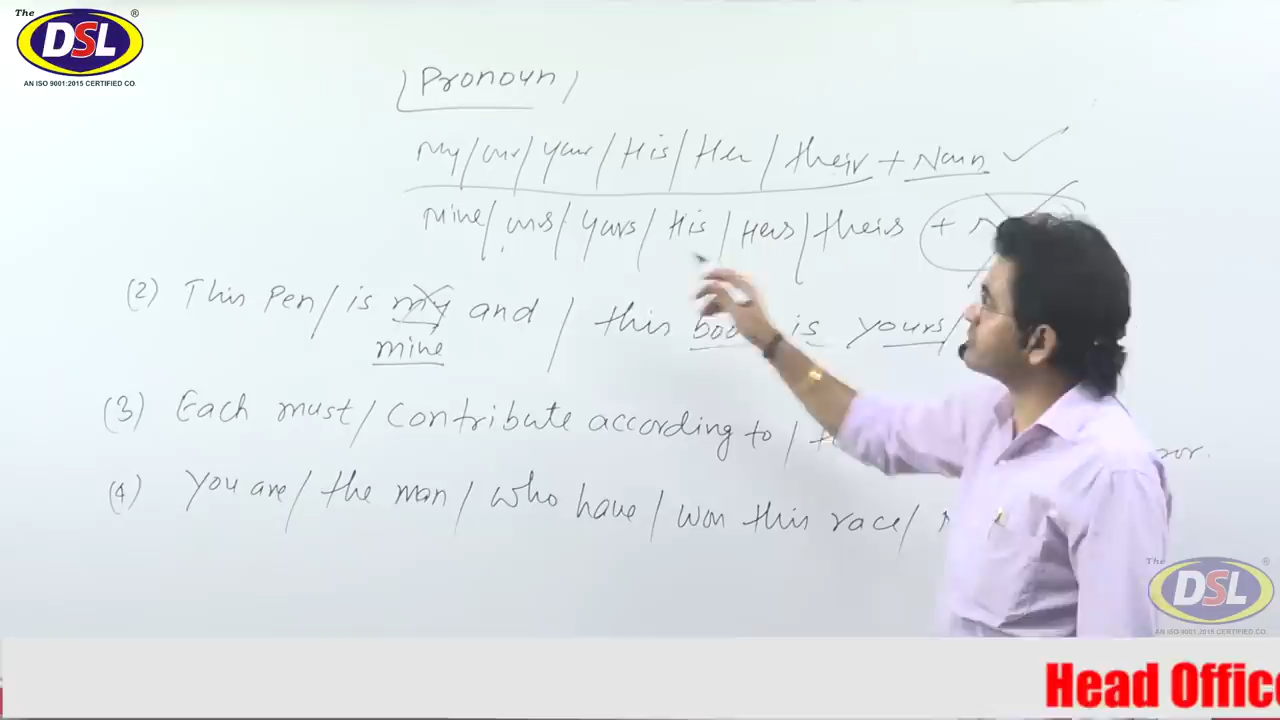 The
DSL
®
AN ISO 9001:2015 CERTIFIED CO.
Pronoun
my / our / your / His / Her / their + Noun ✓
mine / ours / yours / His / Hers / theirs +
(2) This Pen / is my and / this book is yours /
mine
(3) Each must / Contribute according to /
(4) You are / the man / who have / won this race /
The
DSL
®
AN ISO 9001:2015 CERTIFIED CO.
Head Office